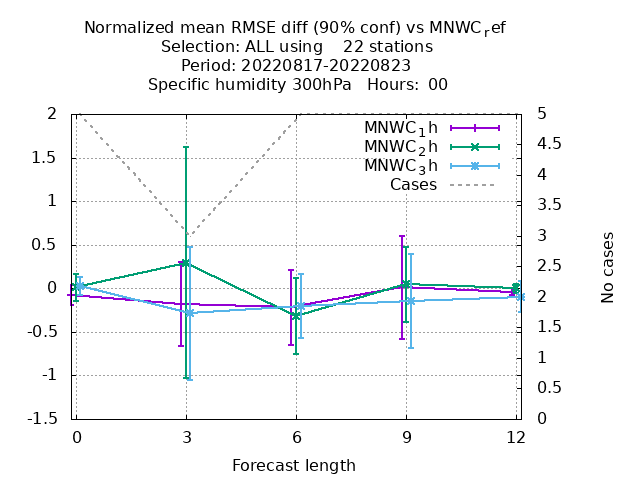 Normalized mean RMSE diff (90% conf) vs MNWC_ref
Selection: ALL using 22 stations
Period: 20220817-20220823
Specific humidity 300hPa Hours: 00
MNWC_1h
MNWC_2h
MNWC_3h
Cases
2
1.5
1
0.5
0
-0.5
-1
-1.5
5
4.5
4
3.5
3
2.5
2
1.5
1
0.5
0
No cases
0 3 6 9 12
Forecast length